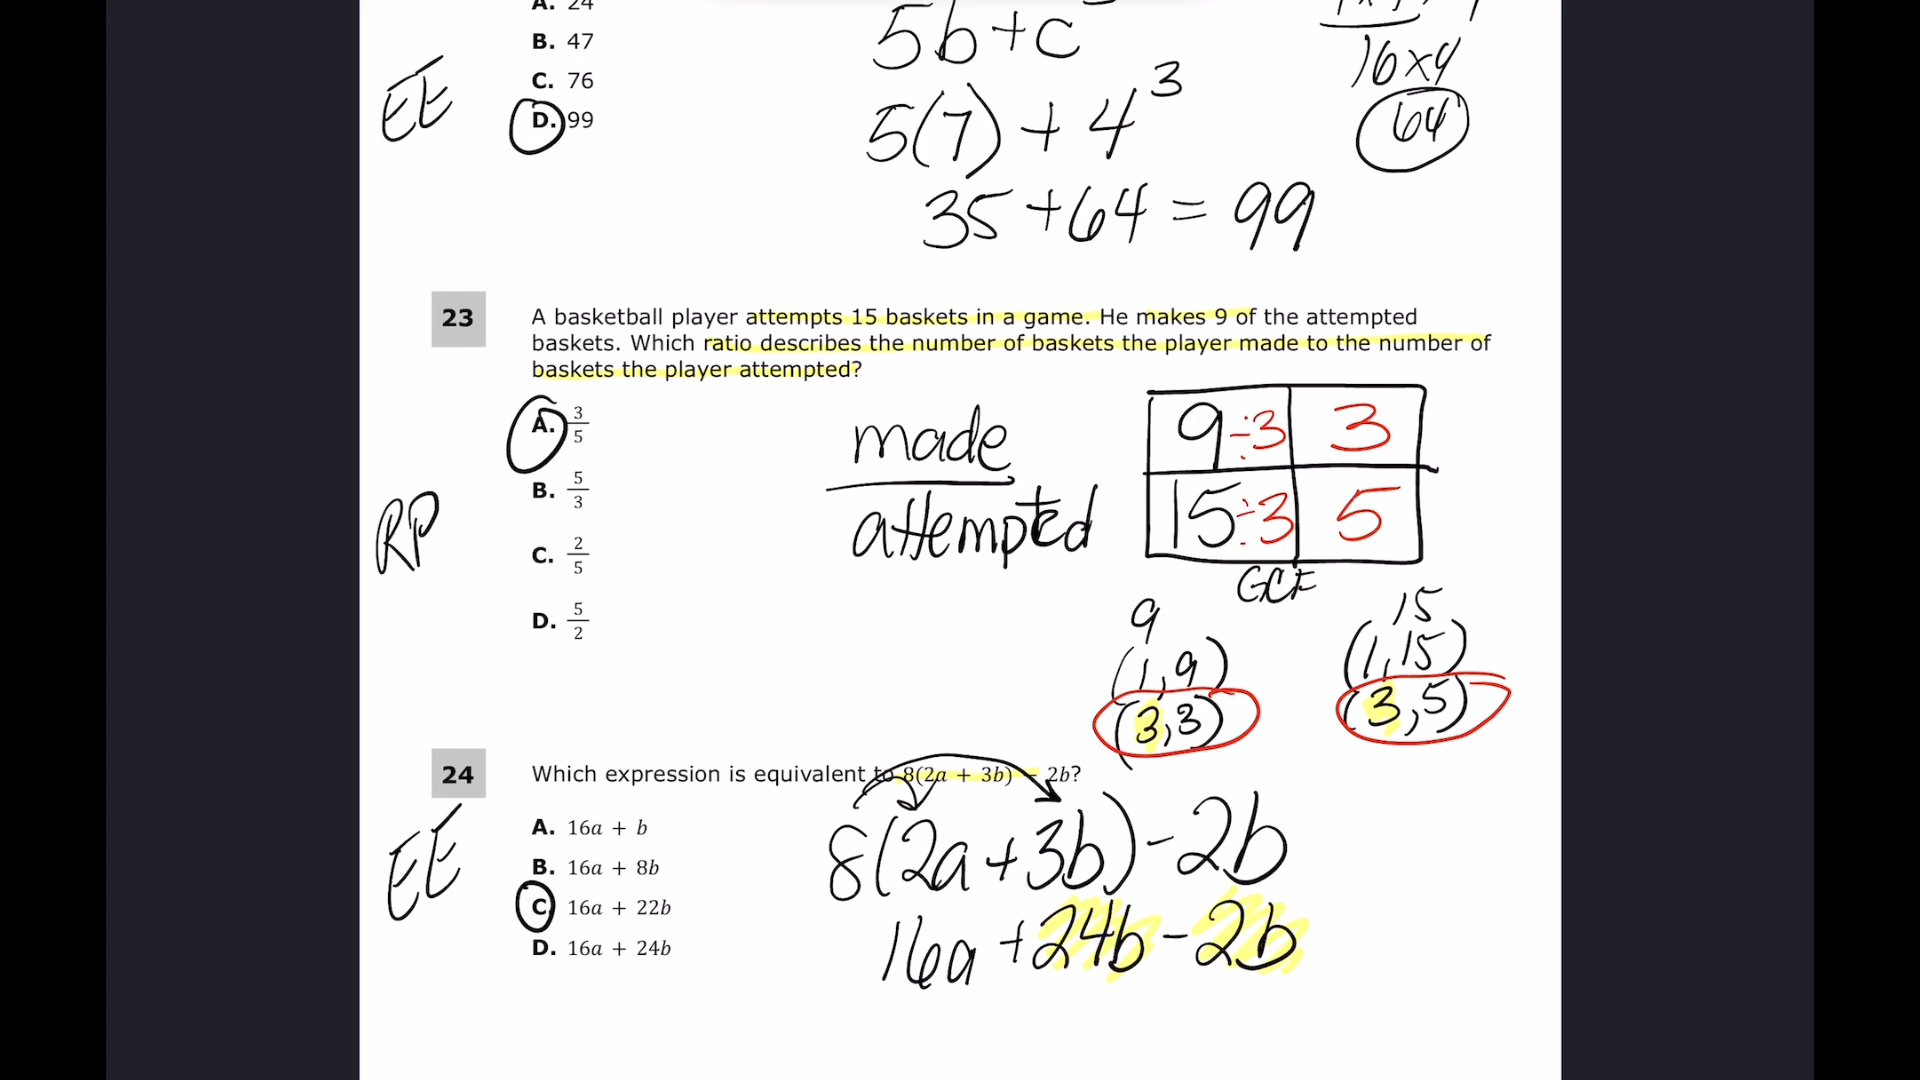 A. 24
B. 47
C. 76
D. 99
EE
5b+c
5(7) + 4³
35+64 = 99
16x4
64
23
A basketball player attempts 15 baskets in a game. He makes 9 of the attempted
baskets. Which ratio describes the number of baskets the player made to the number of
baskets the player attempted?
A. 3/5
B. 5/3
C. 2/5
D. 5/2
RP
made
attempted
9÷3 3
15÷3 5
GCF
9
(1,9)
(3,3)
15
(1,15)
(3,5)
24
Which expression is equivalent to 8(2a + 3b) − 2b?
A. 16a + b
B. 16a + 8b
C 16a + 22b
D. 16a + 24b
EE
8(2a+3b)-2b
16a+24b-2b